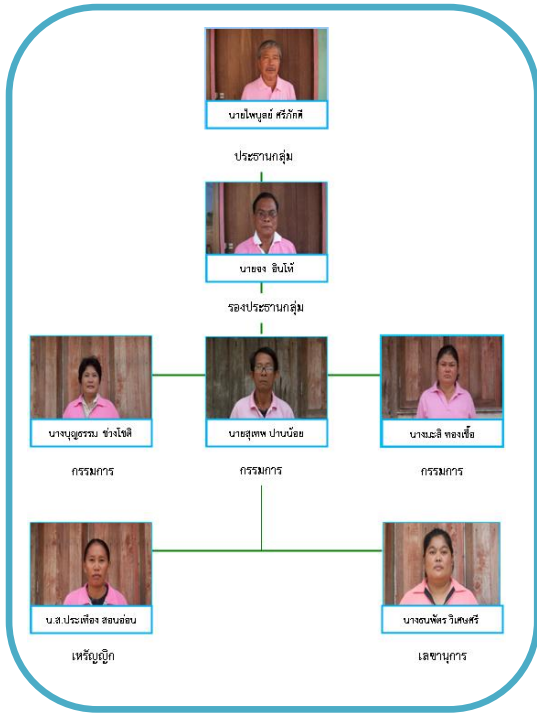 นายไพบูลย์ ศรีภักดี
ประธานกลุ่ม
นายจง อินโท้
รองประธานกลุ่ม
นางบุญธรรม ช่วงโชติ
นายสุเทพ ปานน้อย
นางมะลิ ทองเชื้อ
กรรมการ
กรรมการ
กรรมการ
น.ส.ประเทือง สอนอ่อน
นางธนพัตร วิเศษศรี
เหรัญญิก
เลขานุการ